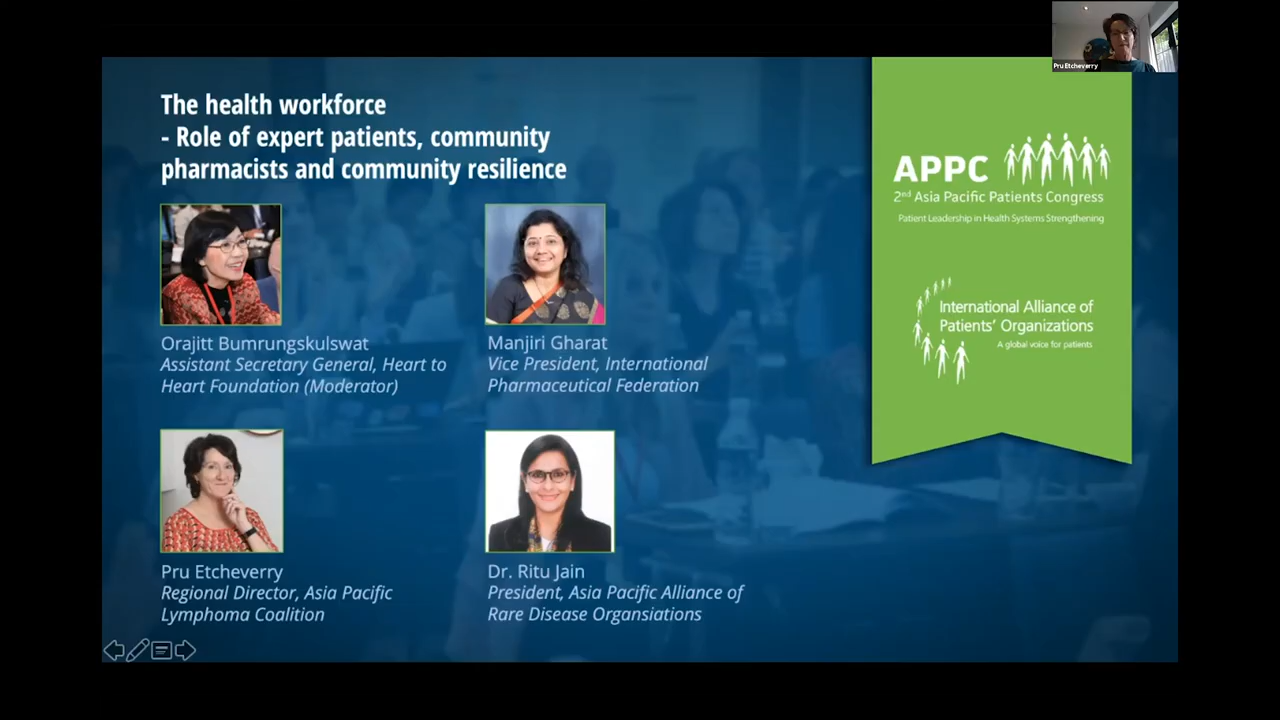 Pru Etcheverry
The health workforce
- Role of expert patients, community
pharmacists and community resilience
Orajitt Bumrungskulswat
Assistant Secretary General, Heart to
Heart Foundation (Moderator)
Manjiri Gharat
Vice President, International
Pharmaceutical Federation
Pru Etcheverry
Regional Director, Asia Pacific
Lymphoma Coalition
Dr. Ritu Jain
President, Asia Pacific Alliance of
Rare Disease Organsiations
APPC
2nd Asia Pacific Patients Congress
Patient Leadership in Health Systems Strengthening
International Alliance of
Patients' Organizations
A global voice for patients